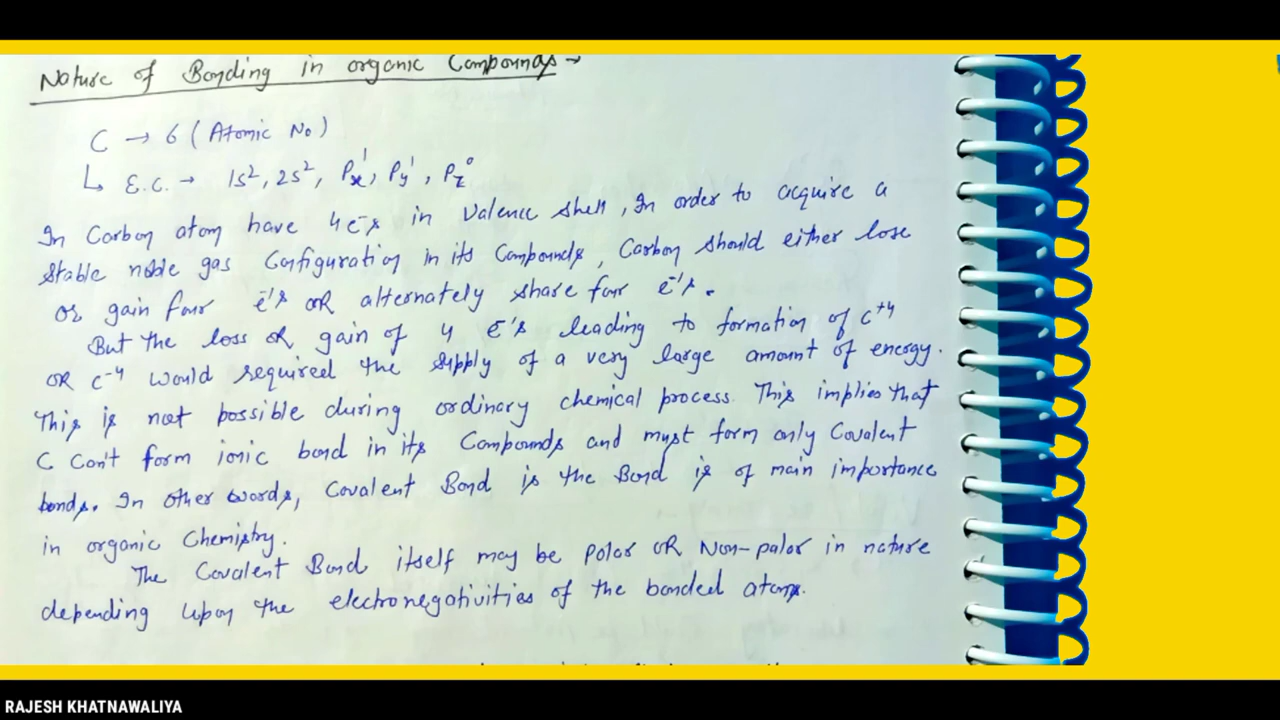 Nature of Bonding in organic Compounds →
C → 6 (Atomic No)
↳ E.C. → 1s², 2s², Pₓ¹, Pᵧ¹, P_z⁰
In Carbon atom have 4e⁻s in valence shell, In order to acquire a
stable noble gas Configuration in its Compounds, Carbon should either lose
or gain four e⁻'s OR alternately share four e⁻'s.
But the loss OR gain of 4 e⁻'s leading to formation of C⁺⁴
OR C⁻⁴ would required the supply of a very large amount of energy.
This is not possible during ordinary chemical process. This implies that
C Can't form ionic bond in its Compounds and must form only Covalent
bonds. In other words, Covalent Bond is the Bond is of main importance
in organic Chemistry.
The Covalent Bond itself may be polar OR Non-polar in nature
depending upon the electronegativities of the bonded atoms.
RAJESH KHATNAWALIYA